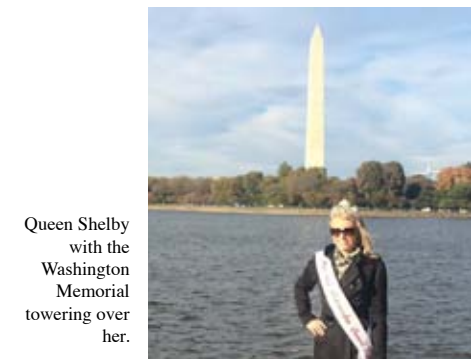 Queen Shelby
with the
Washington
Memorial
towering over
her.